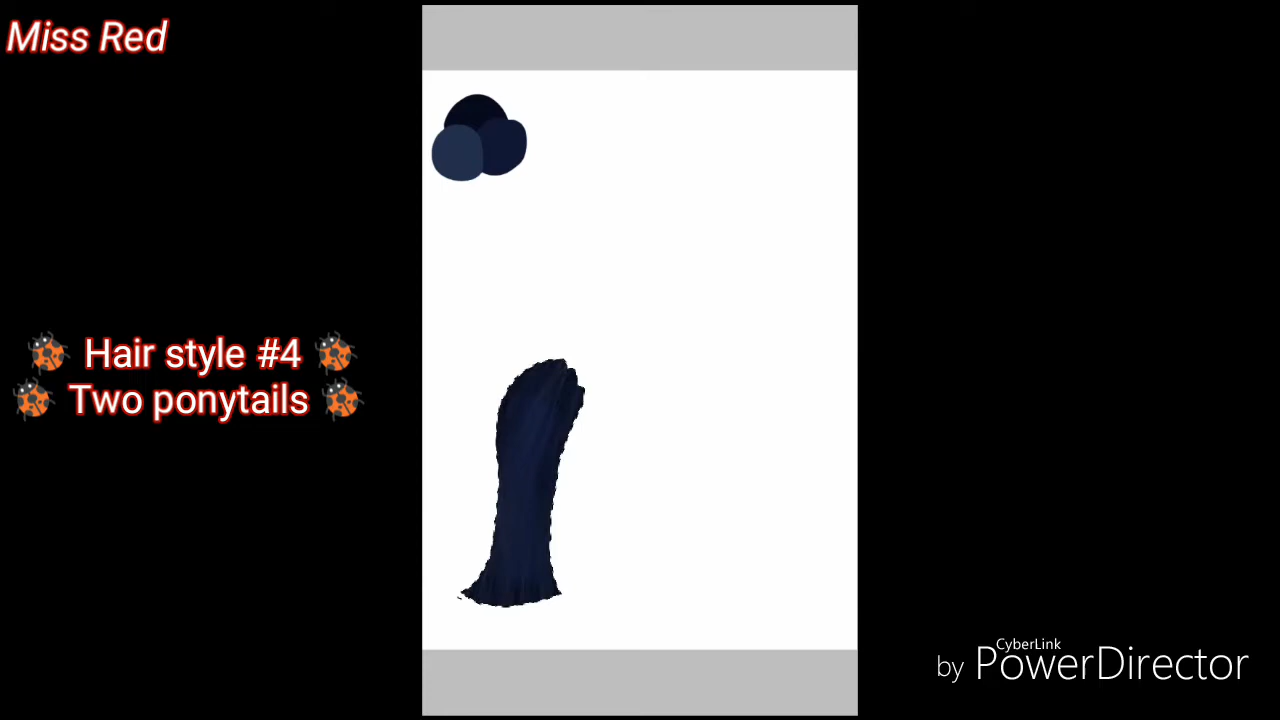 Miss Red
Hair style #4
Two ponytails
CyberLink
by PowerDirector